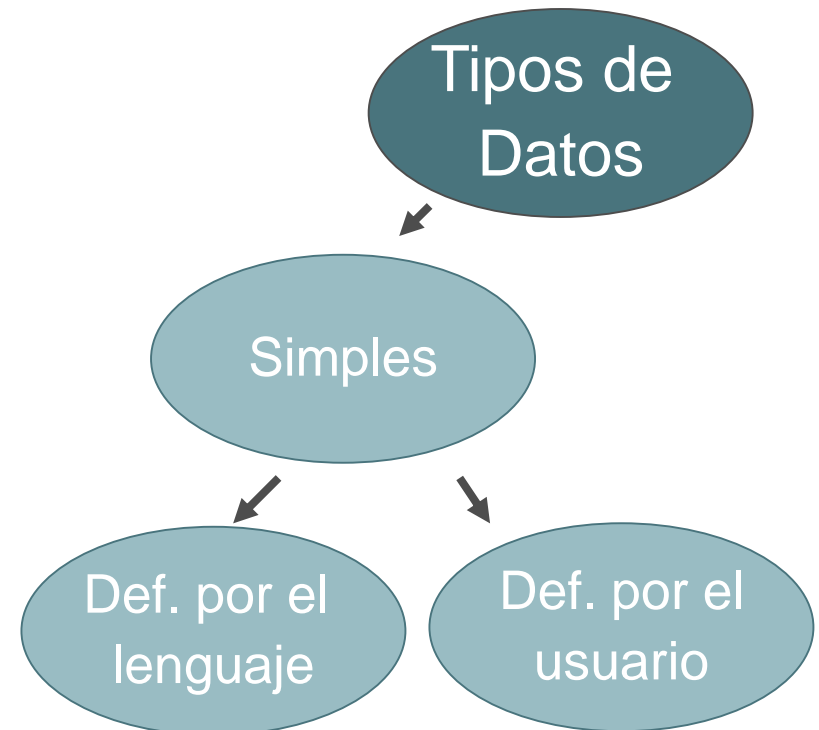 Tipos de
Datos
Simples
Def. por el
lenguaje
Def. por el
usuario